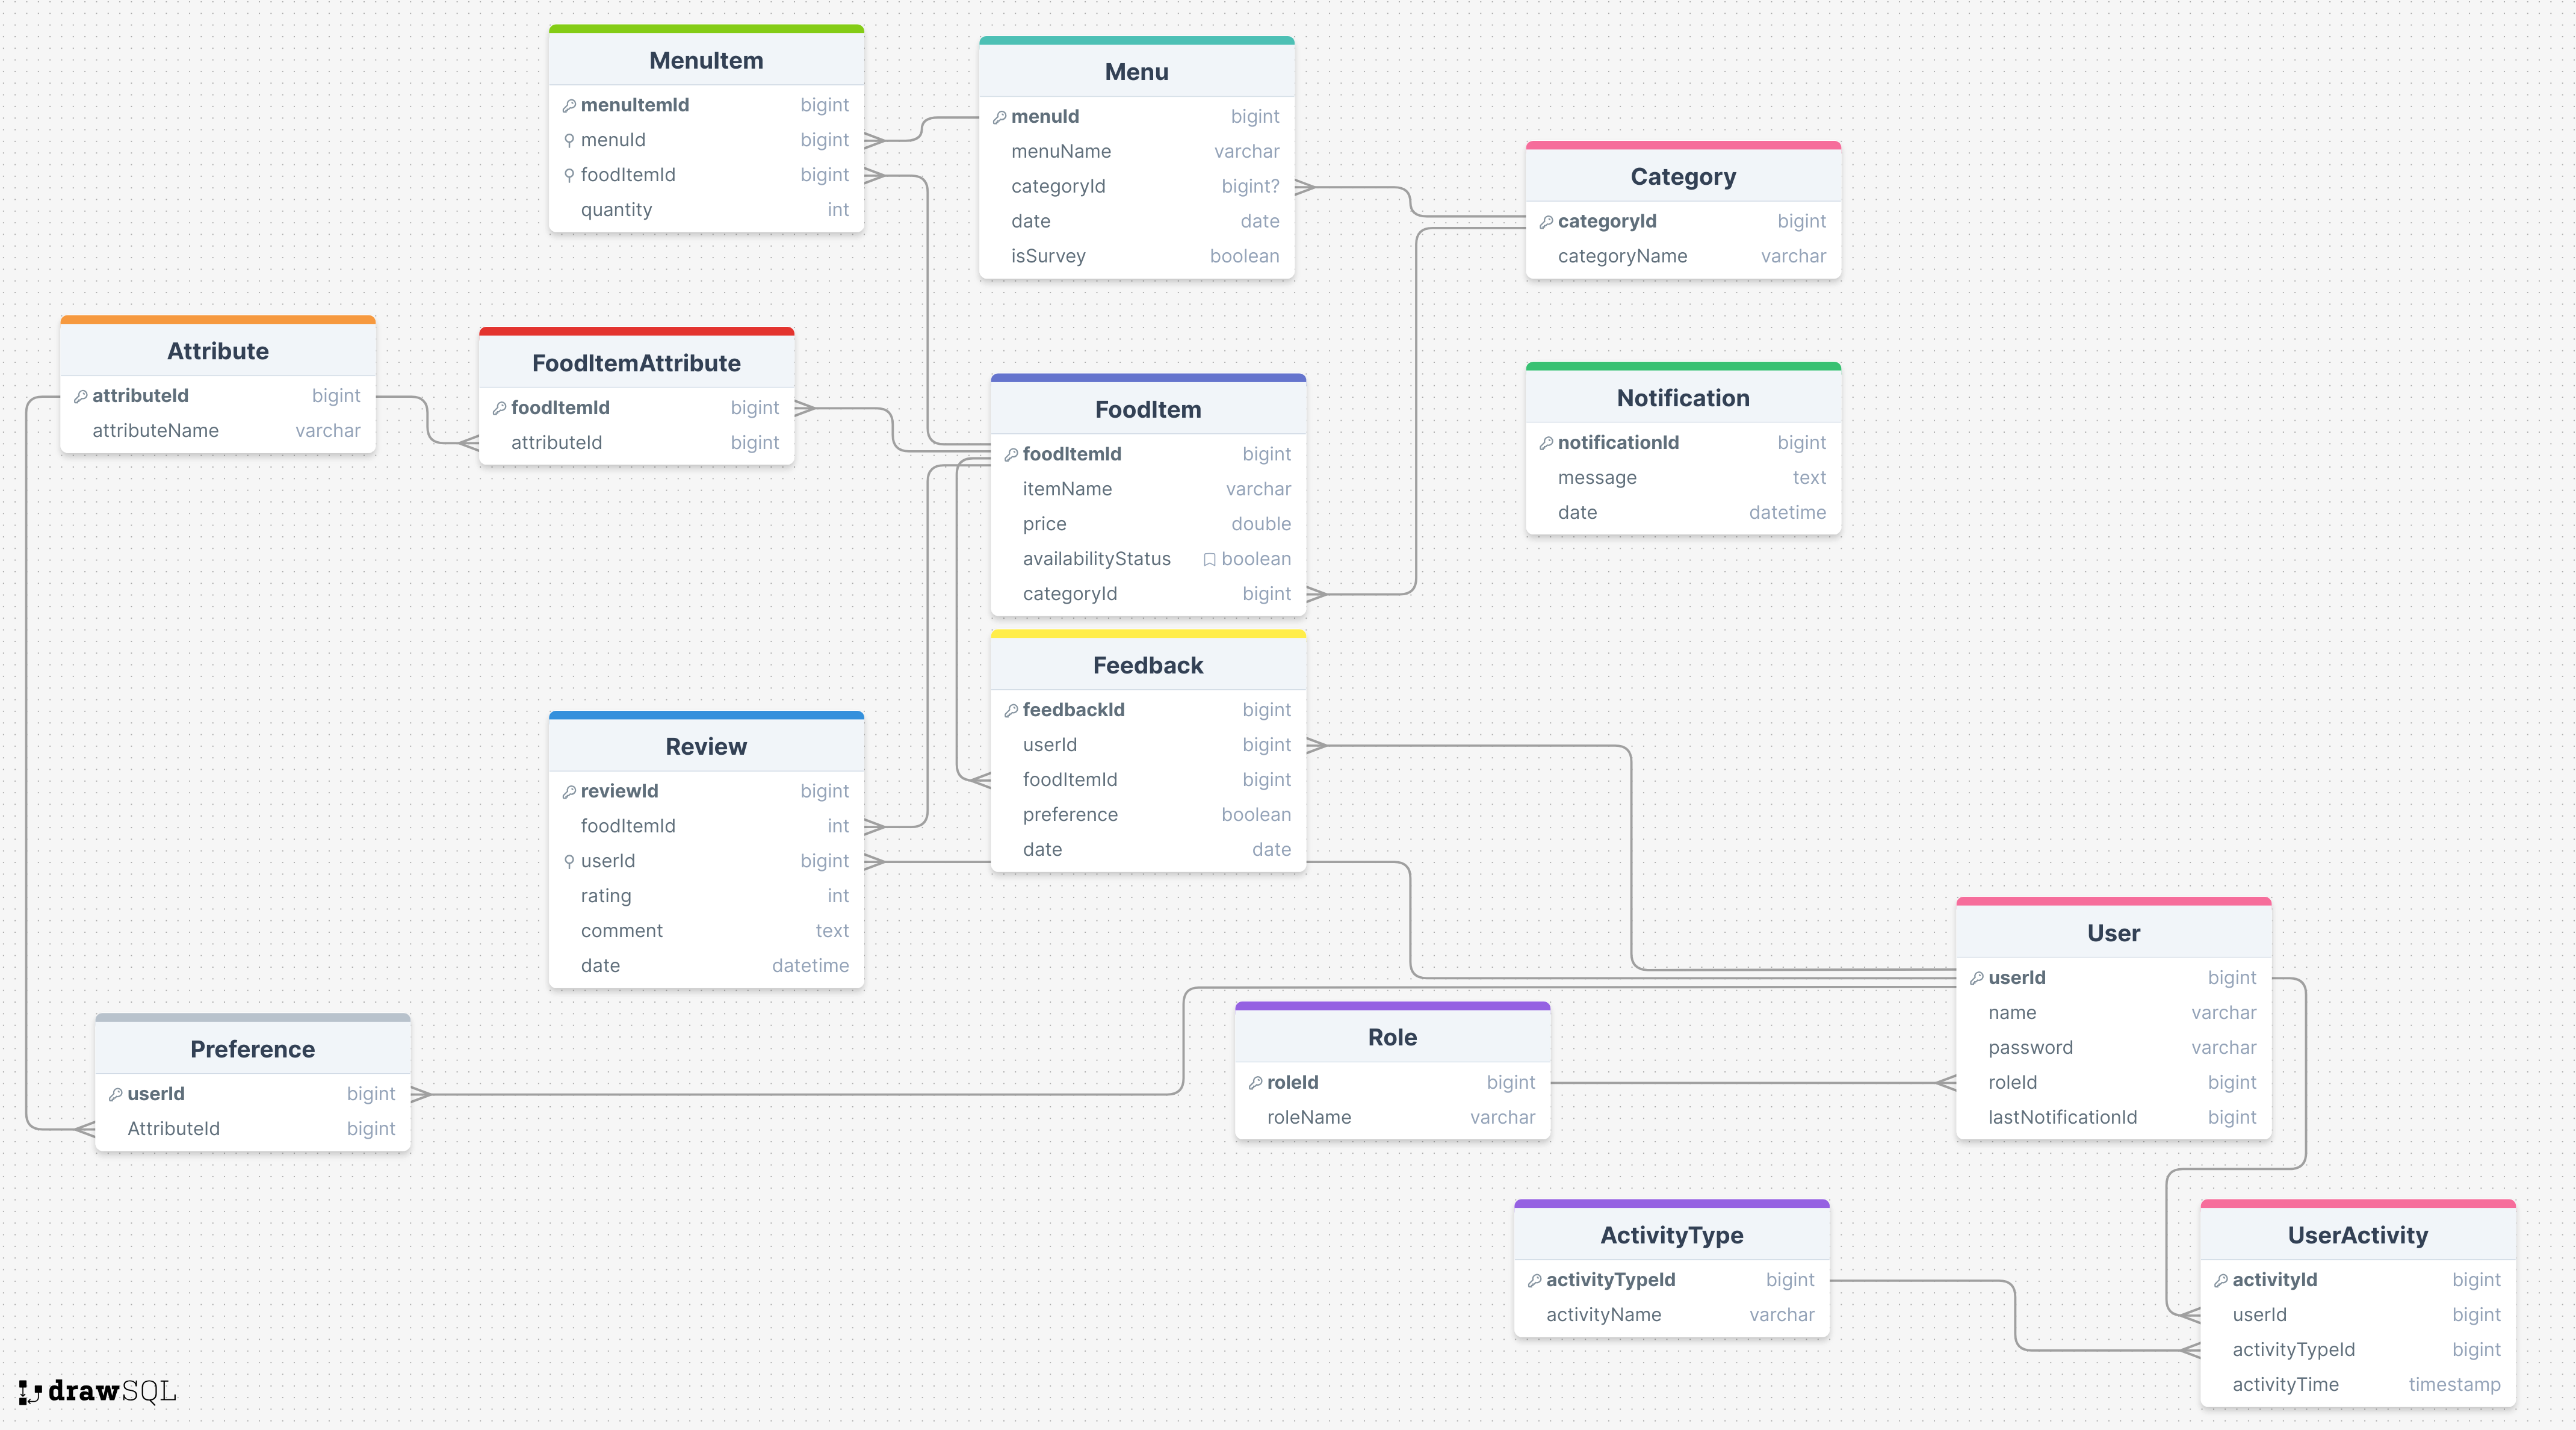 MenuItem
menuItemId bigint
menuId bigint
foodItemId bigint
quantity int
Menu
menuId bigint
menuName varchar
categoryId bigint?
date date
isSurvey boolean
Category
categoryId bigint
categoryName varchar
Attribute
attributeId bigint
attributeName varchar
FoodItemAttribute
foodItemId bigint
attributeId bigint
FoodItem
foodItemId bigint
itemName varchar
price double
availabilityStatus boolean
categoryId bigint
Notification
notificationId bigint
message text
date datetime
Feedback
feedbackId bigint
userId bigint
foodItemId bigint
preference boolean
date date
Review
reviewId bigint
foodItemId int
userId bigint
rating int
comment text
date datetime
User
userId bigint
name varchar
password varchar
roleId bigint
lastNotificationId bigint
Preference
userId bigint
AttributeId bigint
Role
roleId bigint
roleName varchar
ActivityType
activityTypeId bigint
activityName varchar
UserActivity
activityId bigint
userId bigint
activityTypeId bigint
activityTime timestamp
drawSQL